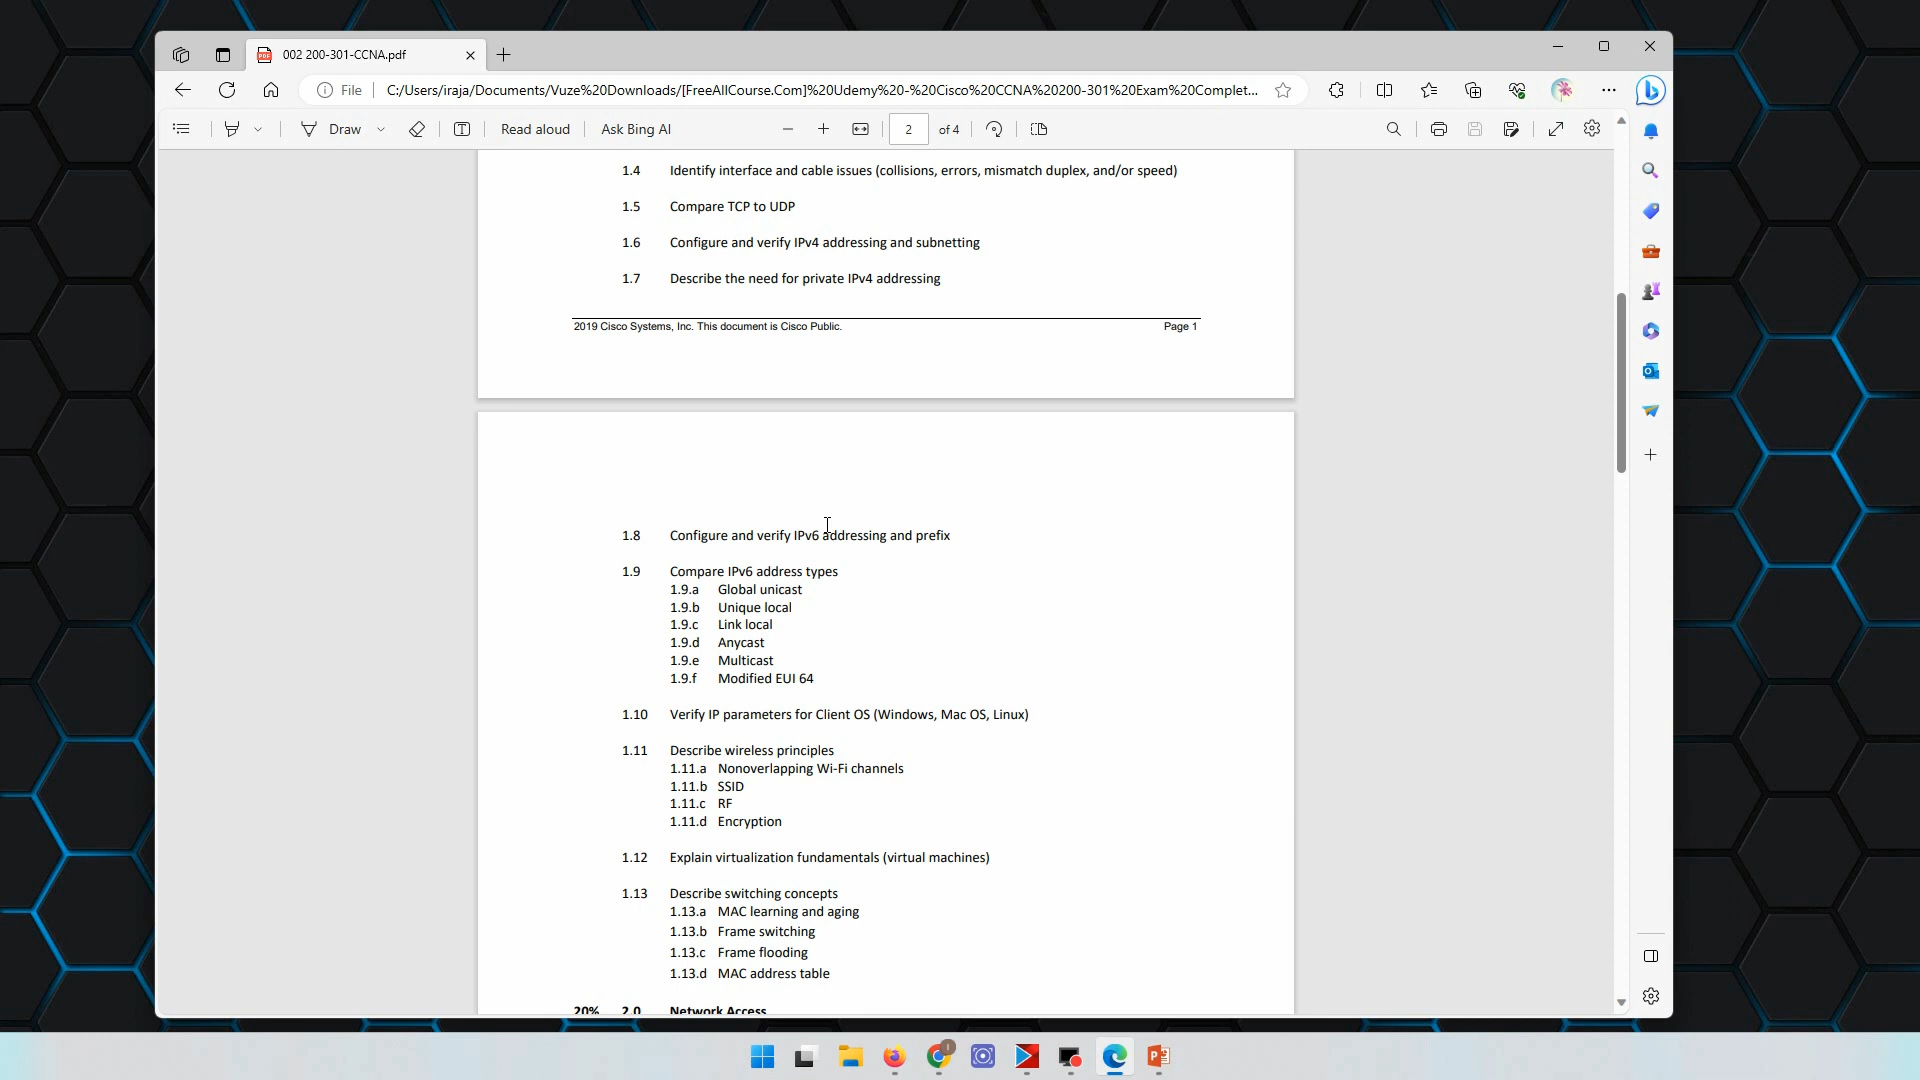 002 200-301-CCNA.pdf
File
C:/Users/iraja/Documents/Vuze%20Downloads/[FreeAllCourse.Com]%20Udemy%20-%20Cisco%20CCNA%20200-301%20Exam%20Complet...
Draw
Read aloud
Ask Bing AI
2 of 4
1.4 Identify interface and cable issues (collisions, errors, mismatch duplex, and/or speed)
1.5 Compare TCP to UDP
1.6 Configure and verify IPv4 addressing and subnetting
1.7 Describe the need for private IPv4 addressing
2019 Cisco Systems, Inc. This document is Cisco Public. Page 1
1.8 Configure and verify IPv6 addressing and prefix
1.9 Compare IPv6 address types
1.9.a Global unicast
1.9.b Unique local
1.9.c Link local
1.9.d Anycast
1.9.e Multicast
1.9.f Modified EUI 64
1.10 Verify IP parameters for Client OS (Windows, Mac OS, Linux)
1.11 Describe wireless principles
1.11.a Nonoverlapping Wi-Fi channels
1.11.b SSID
1.11.c RF
1.11.d Encryption
1.12 Explain virtualization fundamentals (virtual machines)
1.13 Describe switching concepts
1.13.a MAC learning and aging
1.13.b Frame switching
1.13.c Frame flooding
1.13.d MAC address table
20% 2.0 Network Access